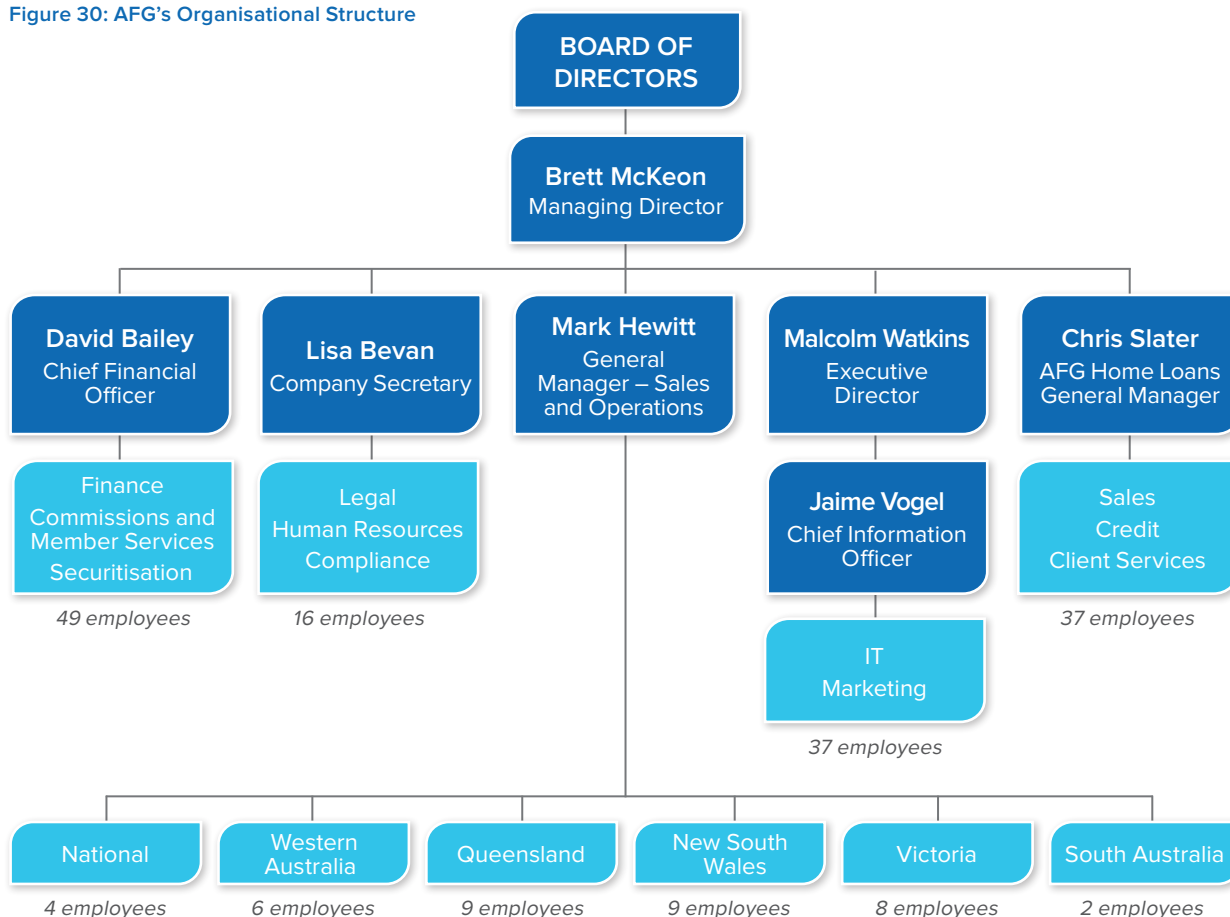 Figure 30: AFG's Organisational Structure
BOARD OF
DIRECTORS
Brett McKeon
Managing Director
David Bailey
Chief Financial
Officer
Lisa Bevan
Company Secretary
Mark Hewitt
General
Manager – Sales
and Operations
Malcolm Watkins
Executive
Director
Chris Slater
AFG Home Loans
General Manager
Finance
Commissions and
Member Services
Securitisation
49 employees
Legal
Human Resources
Compliance
16 employees
Jaime Vogel
Chief Information
Officer
IT
Marketing
37 employees
Sales
Credit
Client Services
37 employees
National
4 employees
Western
Australia
6 employees
Queensland
9 employees
New South
Wales
9 employees
Victoria
8 employees
South Australia
2 employees